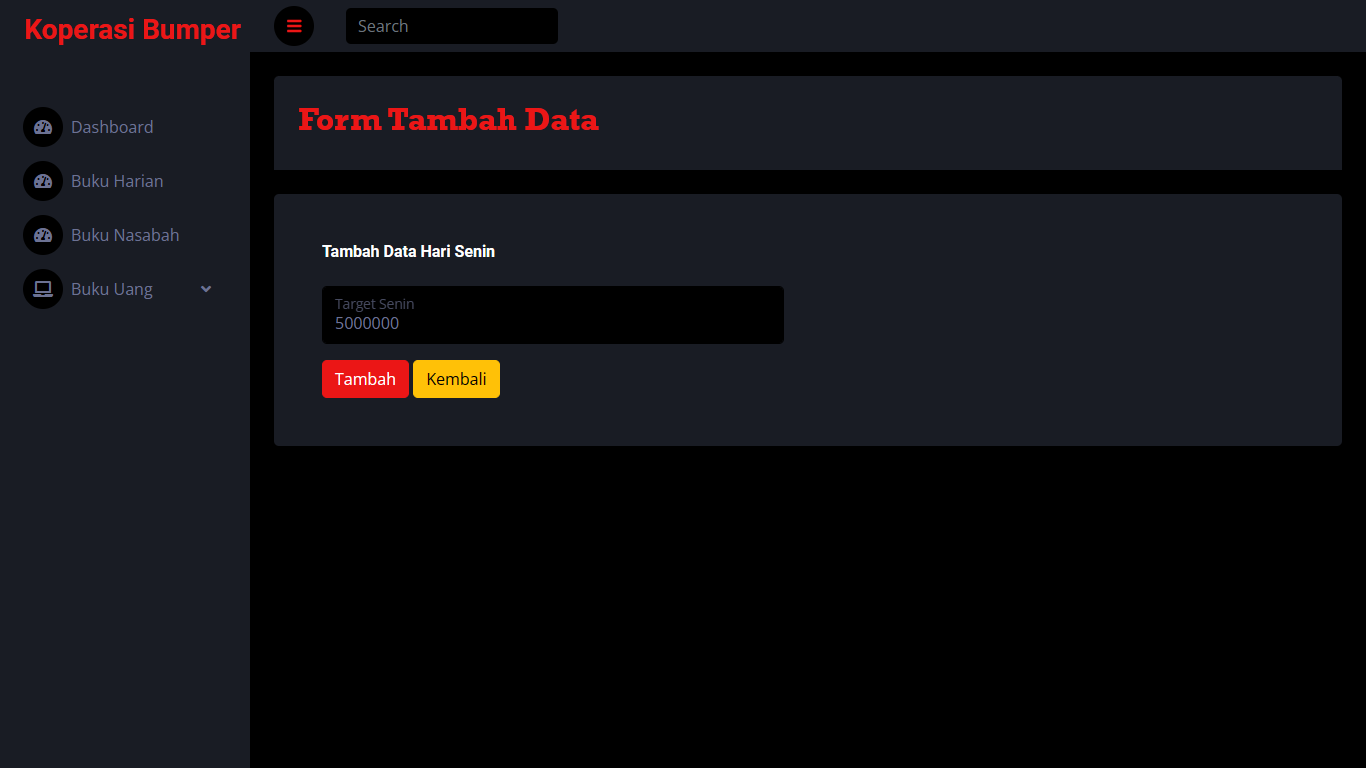 Koperasi Bumper
Search
Dashboard
Buku Harian
Buku Nasabah
Buku Uang
Form Tambah Data
Tambah Data Hari Senin
Target Senin
5000000
Tambah
Kembali